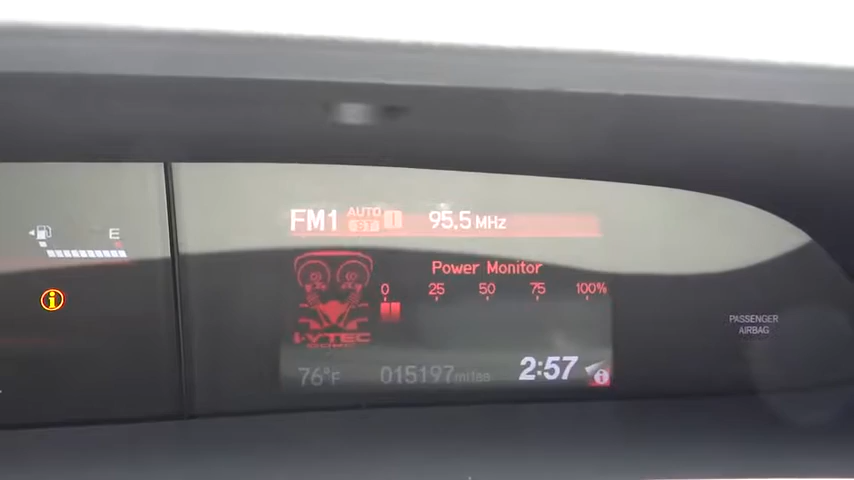 FM1 AUTO ST 95.5 MHz
E
Power Monitor
0 25 50 75 100%
i-VTEC
PASSENGER
AIRBAG
76°F 015197 miles 2:57